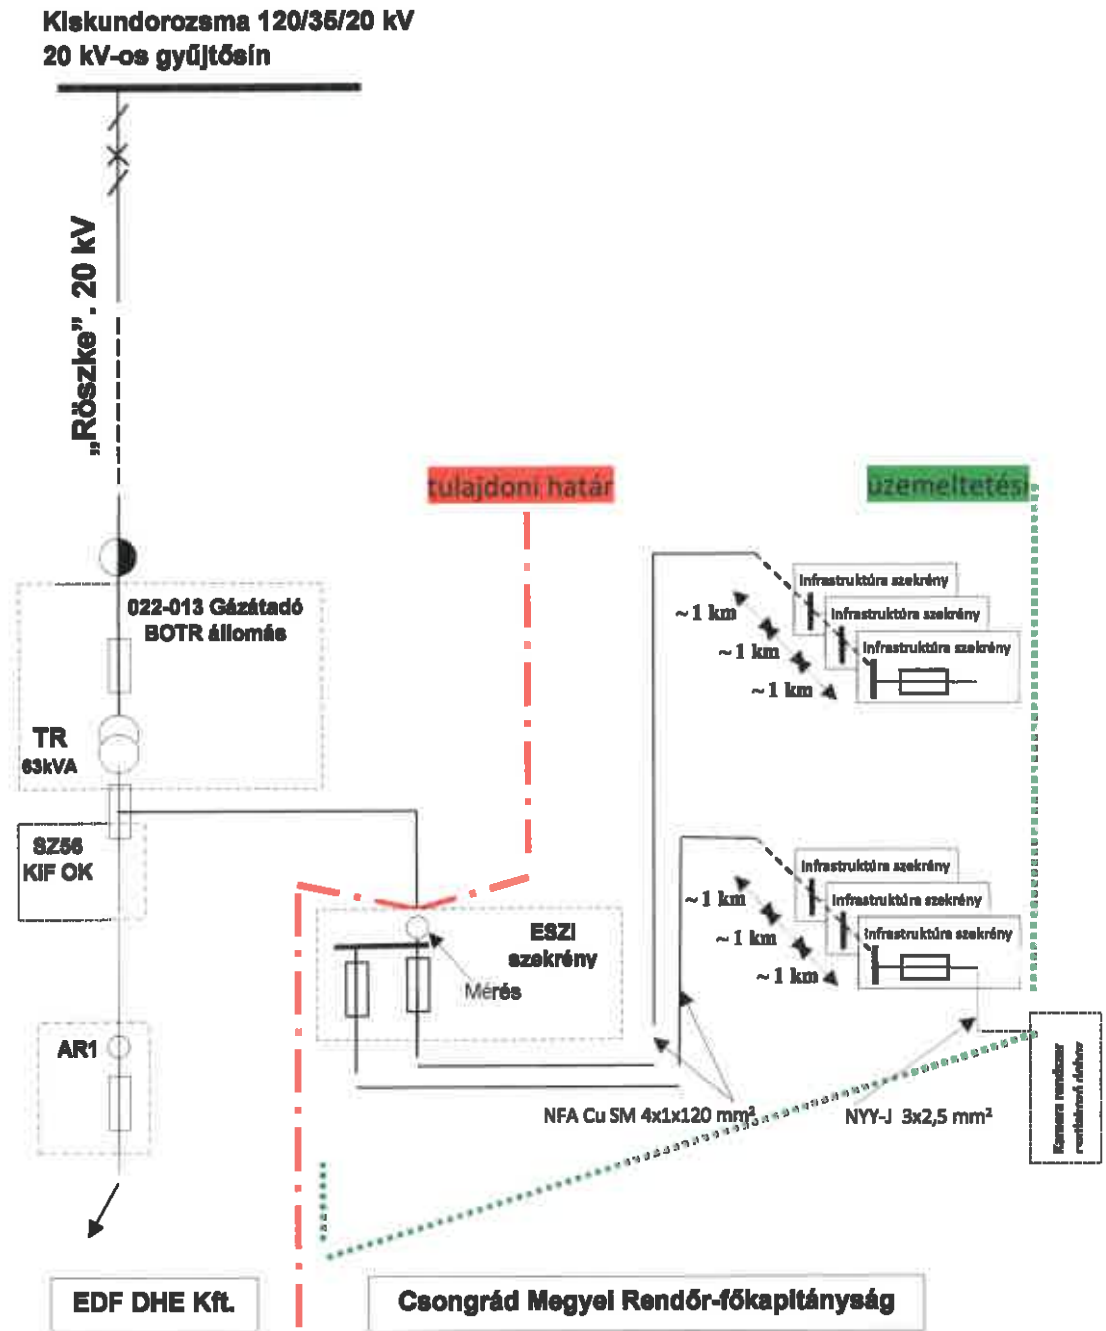 Kiskundorozsma 120/35/20 kV
20 kV-os gyűjtősín
„Röszke”. 20 kV
tulajdoni határ
üzemeltetési
022-013 Gázátadó
BOTR állomás
TR
63kVA
SZ56
KIF OK
AR1
Infrastruktúra szekrény
Infrastruktúra szekrény
Infrastruktúra szekrény
~ 1 km
~ 1 km
~ 1 km
Infrastruktúra szekrény
Infrastruktúra szekrény
Infrastruktúra szekrény
~ 1 km
~ 1 km
~ 1 km
ESZI
szekrény
Mérés
NFA Cu SM 4x1x120 mm²
NYY-J 3x2,5 mm²
Kamera rendszer
EDF DHE Kft.
Csongrád Megyei Rendőr-főkapitányság